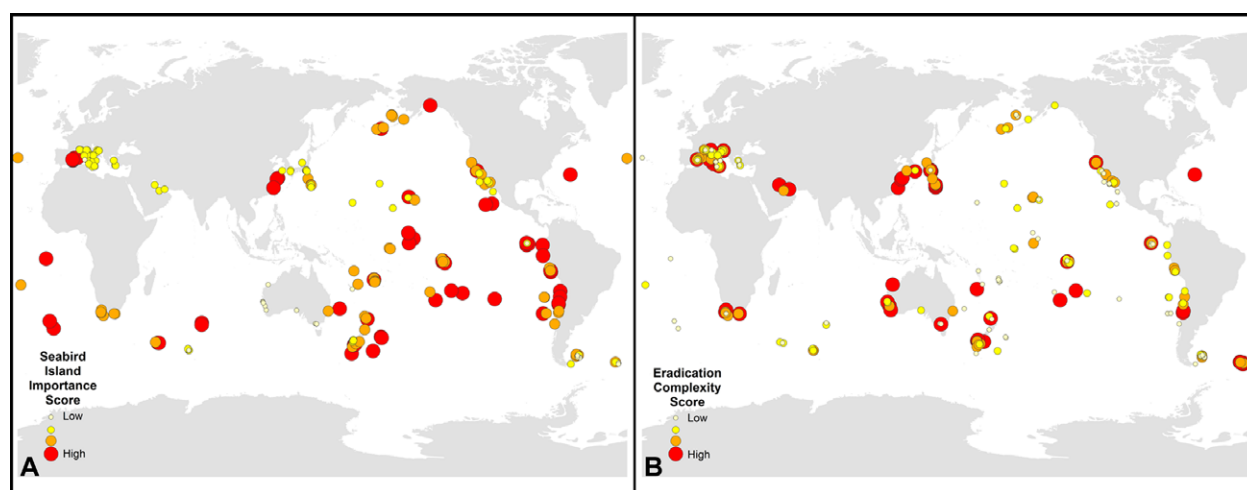 Seabird
Island
Importance
Score
Low
High
A
Eradication
Complexity
Score
Low
High
B